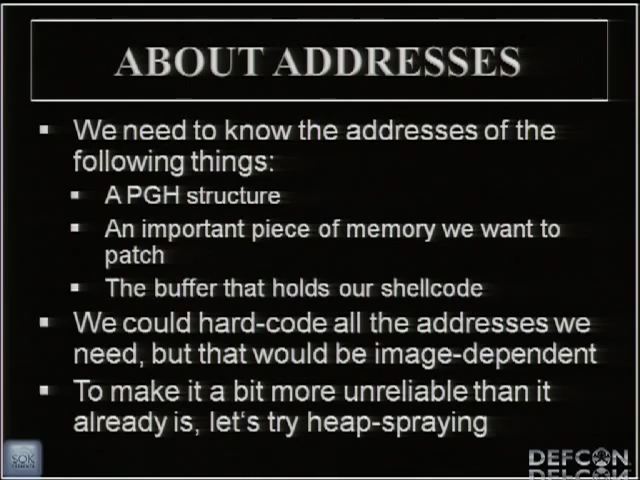 ABOUT ADDRESSES
We need to know the addresses of the
following things:
A PGH structure
An important piece of memory we want to
patch
The buffer that holds our shellcode
We could hard-code all the addresses we
need, but that would be image-dependent
To make it a bit more unreliable than it
already is, let's try heap-spraying
SOK
DEFCON